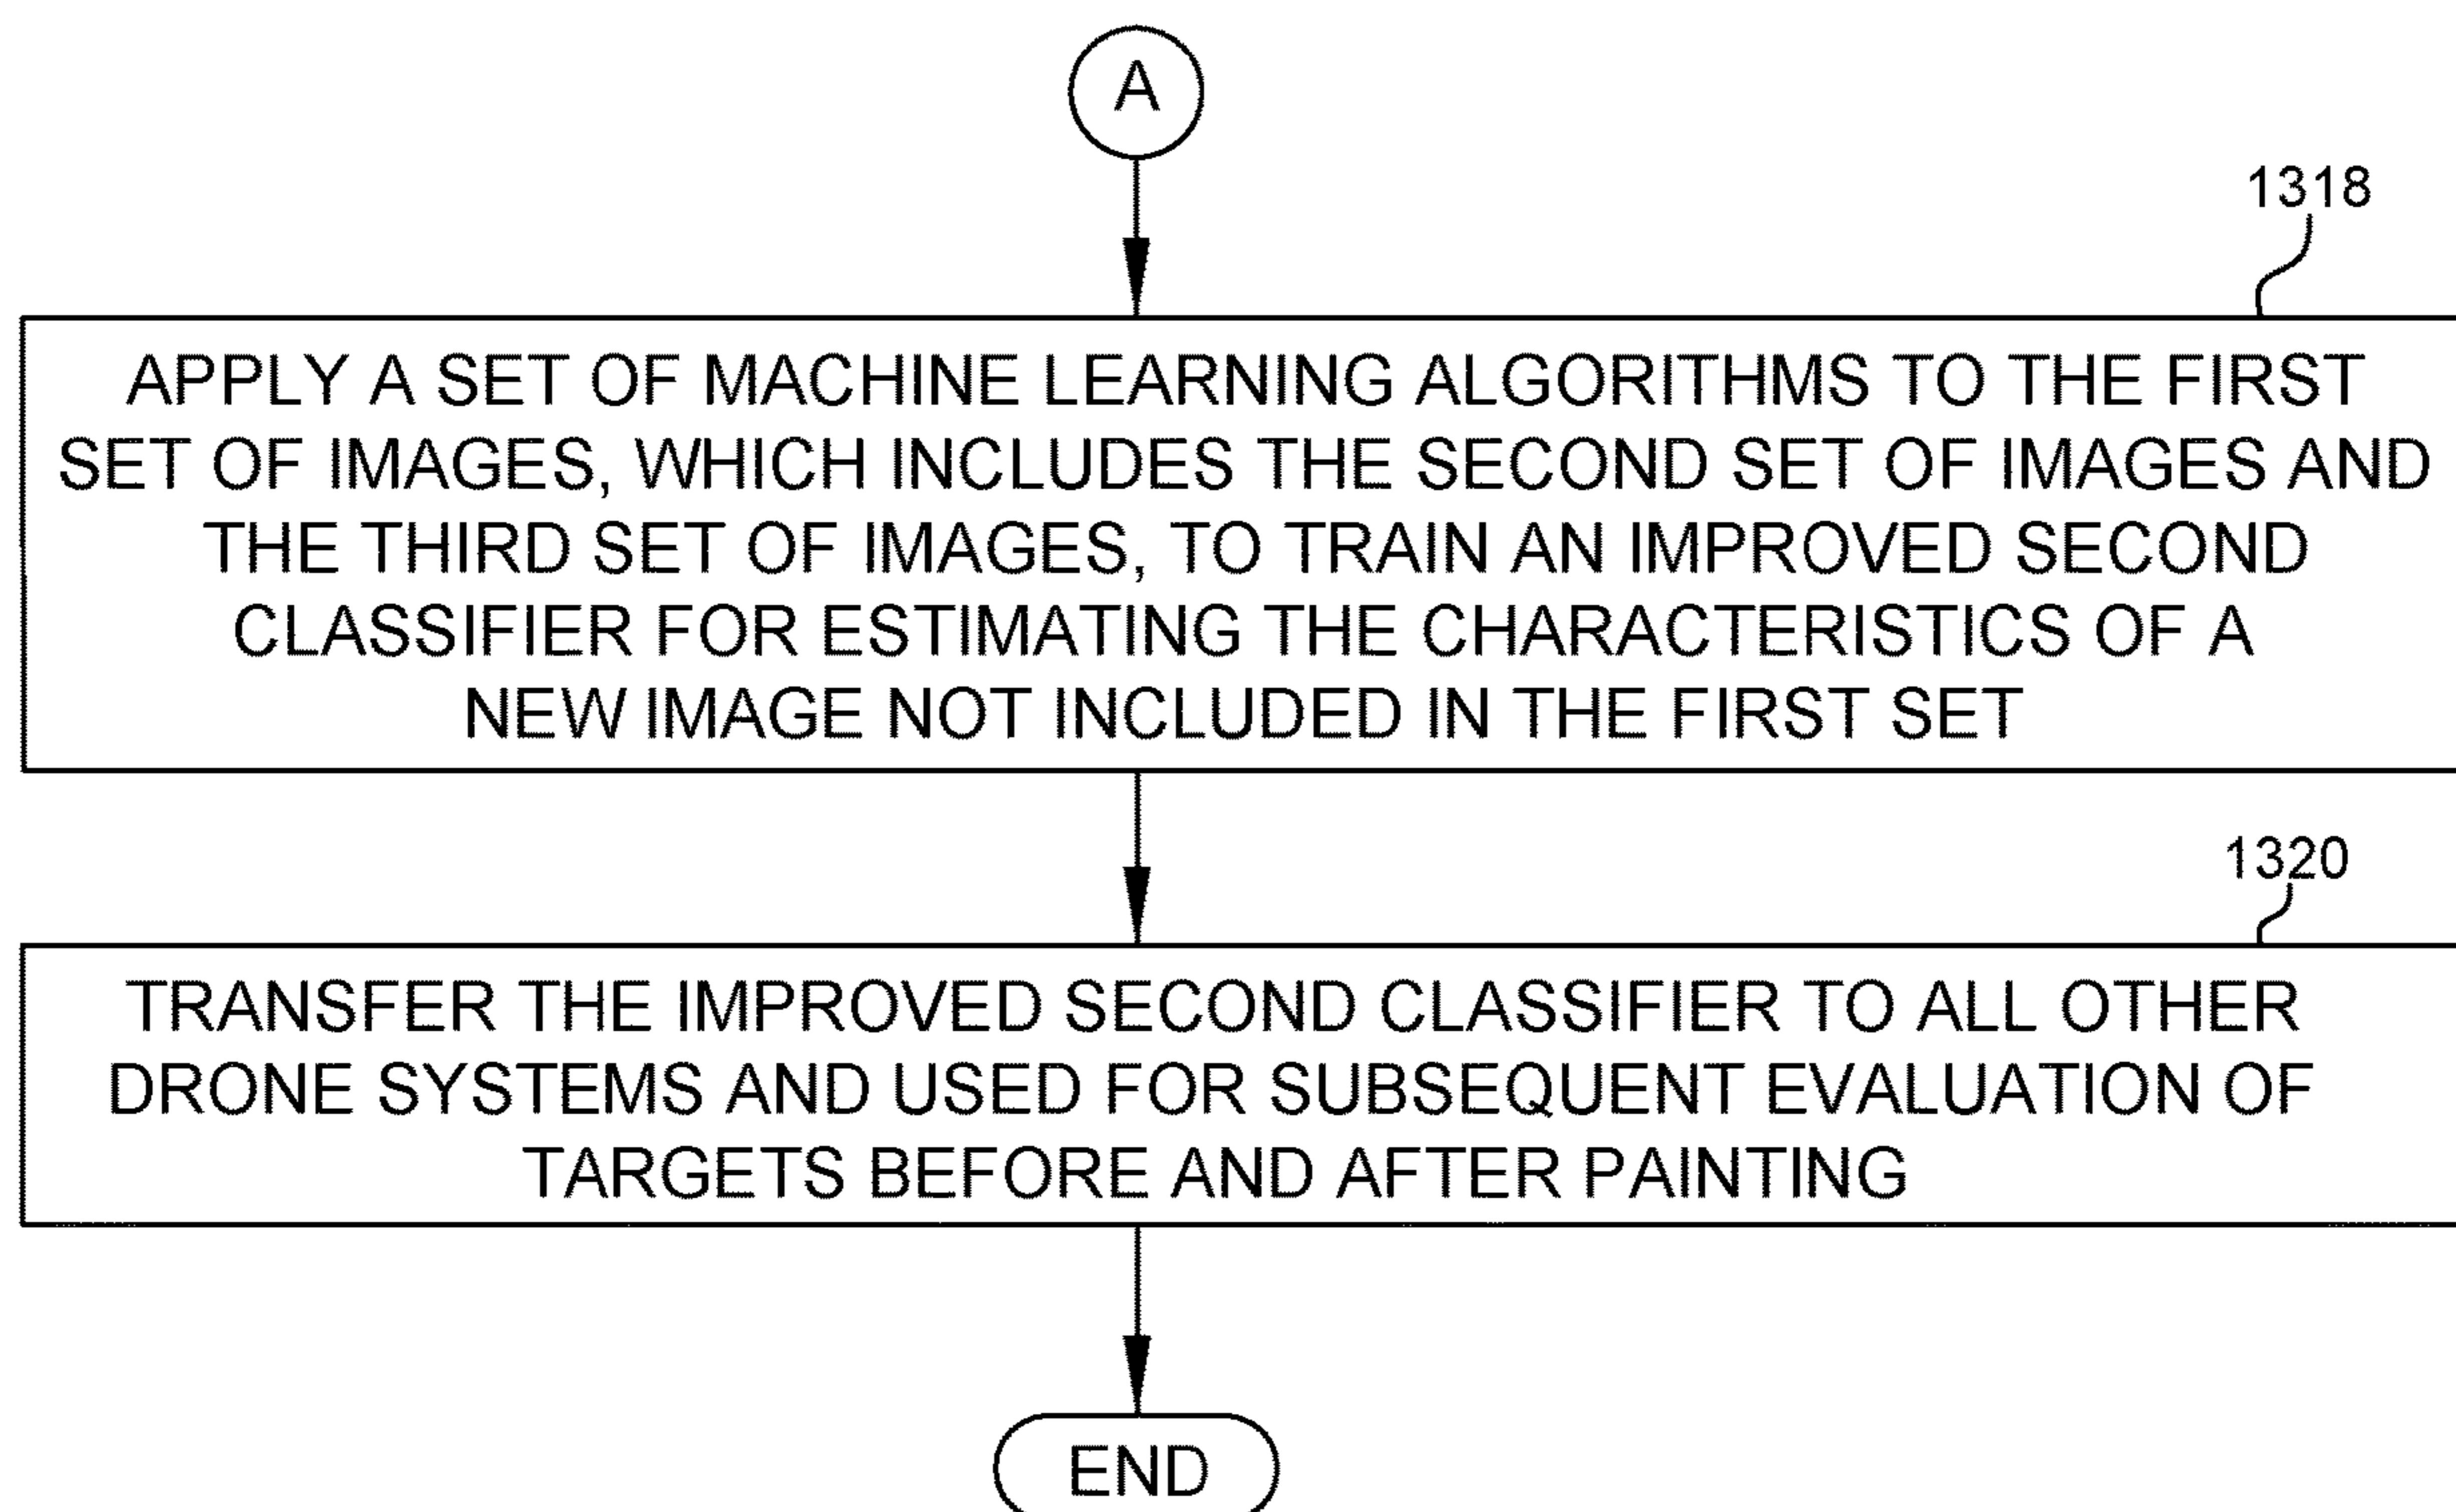 A
1318
APPLY A SET OF MACHINE LEARNING ALGORITHMS TO THE FIRST
SET OF IMAGES, WHICH INCLUDES THE SECOND SET OF IMAGES AND
THE THIRD SET OF IMAGES, TO TRAIN AN IMPROVED SECOND
CLASSIFIER FOR ESTIMATING THE CHARACTERISTICS OF A
NEW IMAGE NOT INCLUDED IN THE FIRST SET
1320
TRANSFER THE IMPROVED SECOND CLASSIFIER TO ALL OTHER
DRONE SYSTEMS AND USED FOR SUBSEQUENT EVALUATION OF
TARGETS BEFORE AND AFTER PAINTING
END